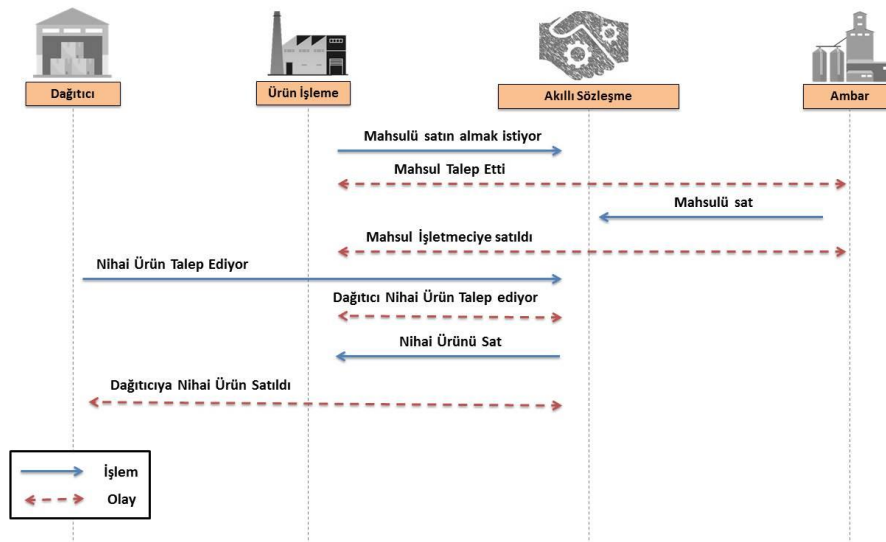 Dağıtıcı
Ürün İşleme
Akıllı Sözleşme
Ambar
Mahsulü satın almak istiyor
Mahsul Talep Etti
Mahsulü sat
Mahsul İşletmeciye satıldı
Nihai Ürün Talep Ediyor
Dağıtıcı Nihai Ürün Talep ediyor
Nihai Ürünü Sat
Dağıtıcıya Nihai Ürün Satıldı
İşlem
Olay